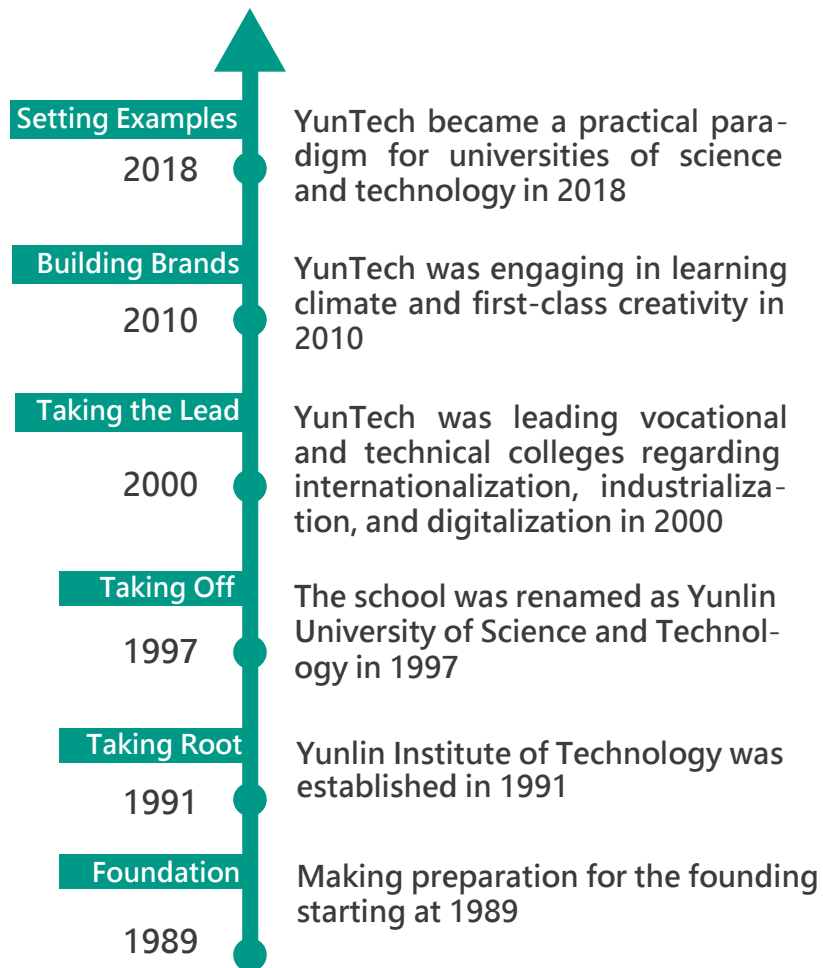 Setting Examples
2018
YunTech became a practical para-
digm for universities of science
and technology in 2018
Building Brands
2010
YunTech was engaging in learning
climate and first-class creativity in
2010
Taking the Lead
2000
YunTech was leading vocational
and technical colleges regarding
internationalization, industrializa-
tion, and digitalization in 2000
Taking Off
1997
The school was renamed as Yunlin
University of Science and Technol-
ogy in 1997
Taking Root
1991
Yunlin Institute of Technology was
established in 1991
Foundation
1989
Making preparation for the founding
starting at 1989